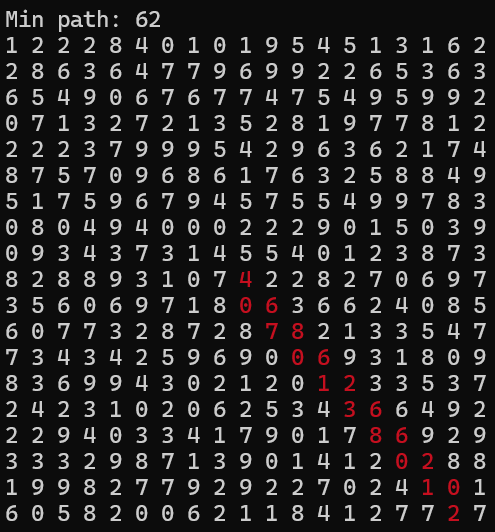 Min path: 62
1 2 2 2 8 4 0 1 0 1 9 5 4 5 1 3 1 6 2
2 8 6 3 6 4 7 7 9 6 9 9 2 2 6 5 3 6 3
6 5 4 9 0 6 7 6 7 7 4 7 5 4 9 5 9 9 2
0 7 1 3 2 7 2 1 3 5 2 8 1 9 7 7 8 1 2
2 2 2 3 7 9 9 9 5 4 2 9 6 3 6 2 1 7 4
8 7 5 7 0 9 6 8 6 1 7 6 3 2 5 8 8 4 9
5 1 7 5 9 6 7 9 4 5 7 5 5 4 9 9 7 8 3
0 8 0 4 9 4 0 0 0 2 2 2 9 0 1 5 0 3 9
0 9 3 4 3 7 3 1 4 5 5 4 0 1 2 3 8 7 3
8 2 8 8 9 3 1 0 7 4 2 2 8 2 7 0 6 9 7
3 5 6 0 6 9 7 1 8 0 6 3 6 6 2 4 0 8 5
6 0 7 7 3 2 8 7 2 8 7 8 2 1 3 3 5 4 7
7 3 4 3 4 2 5 9 6 9 0 0 6 9 3 1 8 0 9
8 3 6 9 9 4 3 0 2 1 2 0 1 2 3 3 5 3 7
2 4 2 3 1 0 2 0 6 2 5 3 4 3 6 6 4 9 2
2 2 9 4 0 3 3 4 1 7 9 0 1 7 8 6 9 2 9
3 3 3 2 9 8 7 1 3 9 0 1 4 1 2 0 2 8 8
1 9 9 8 2 7 7 9 2 9 2 2 7 0 2 4 1 0 1
6 0 5 8 2 0 0 6 2 1 1 8 4 1 2 7 7 2 7